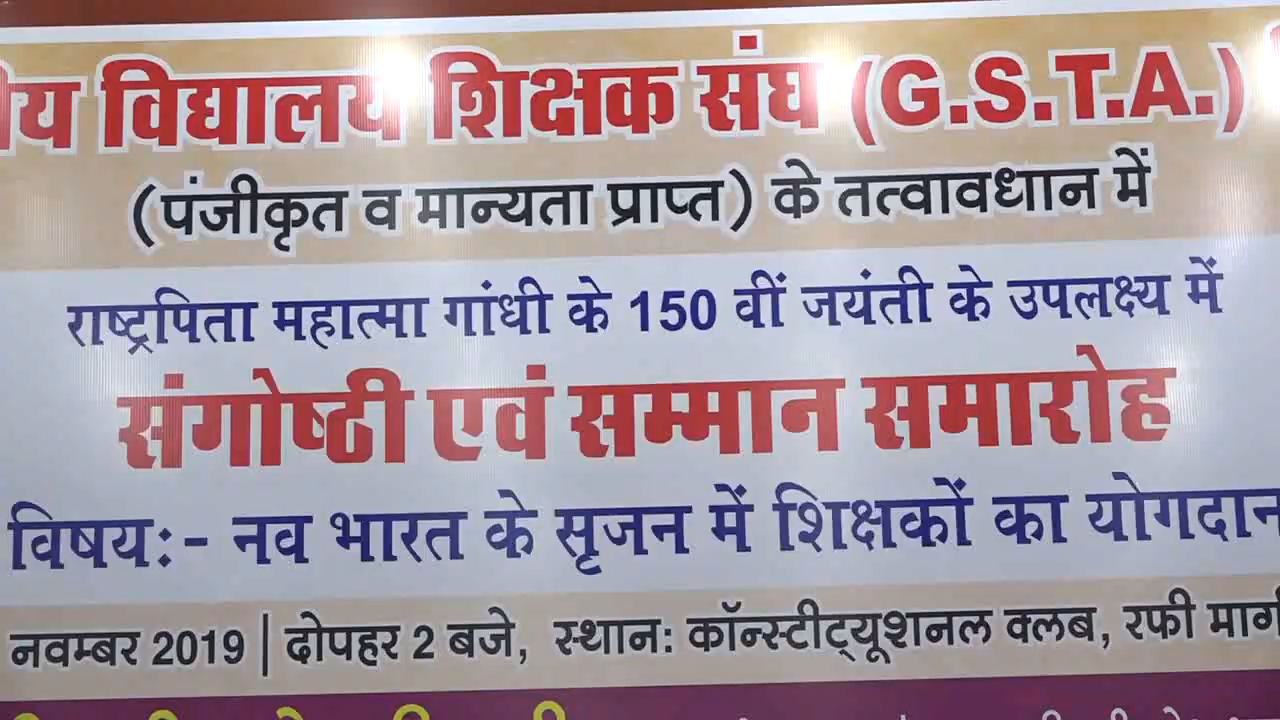 विद्यालय शिक्षक संघ (G.S.T.A.)
(पंजीकृत व मान्यता प्राप्त) के तत्वावधान में
राष्ट्रपिता महात्मा गांधी के 150 वीं जयंती के उपलक्ष्य में
संगोष्ठी एवं सम्मान समारोह
विषय:- नव भारत के सृजन में शिक्षकों का योगदान
नवम्बर 2019 | दोपहर 2 बजे, स्थान: कॉन्स्टीट्यूशनल क्लब, रफी मार्ग